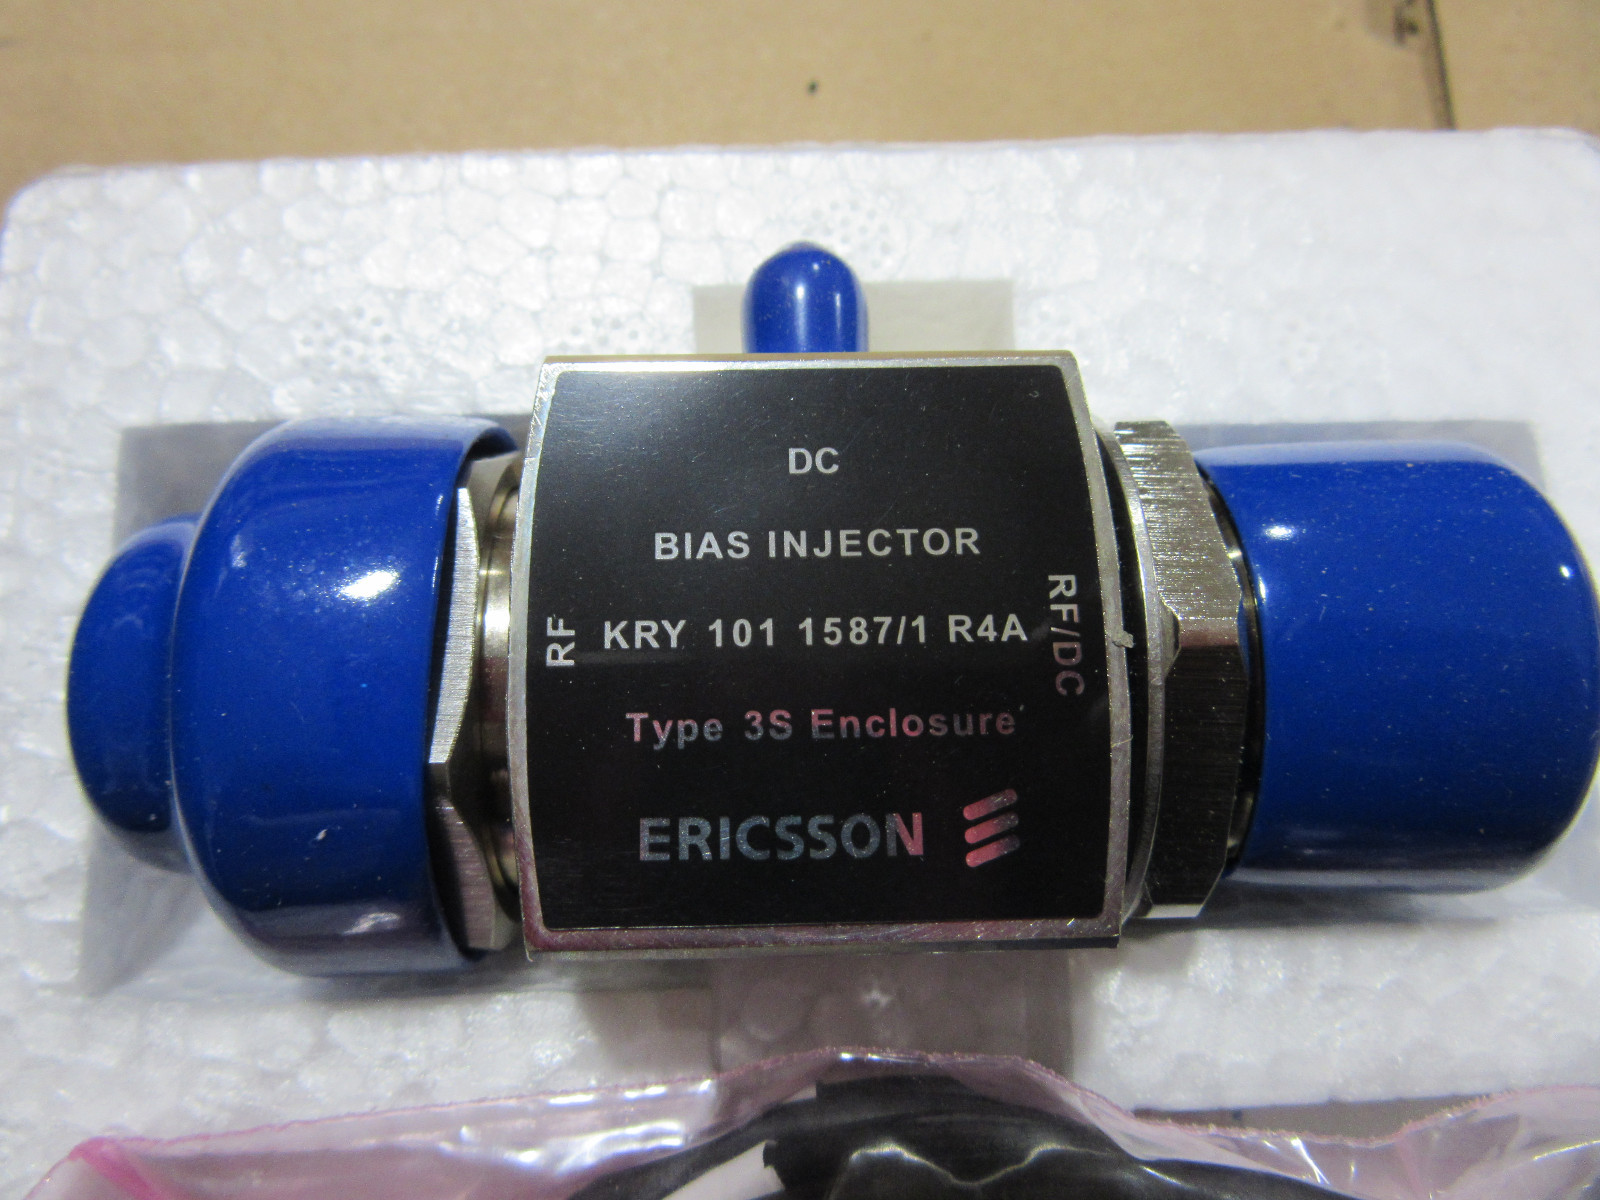 DC
BIAS INJECTOR
RF
KRY 101 1587/1 R4A
RF/DC
Type 3S Enclosure
ERICSSON